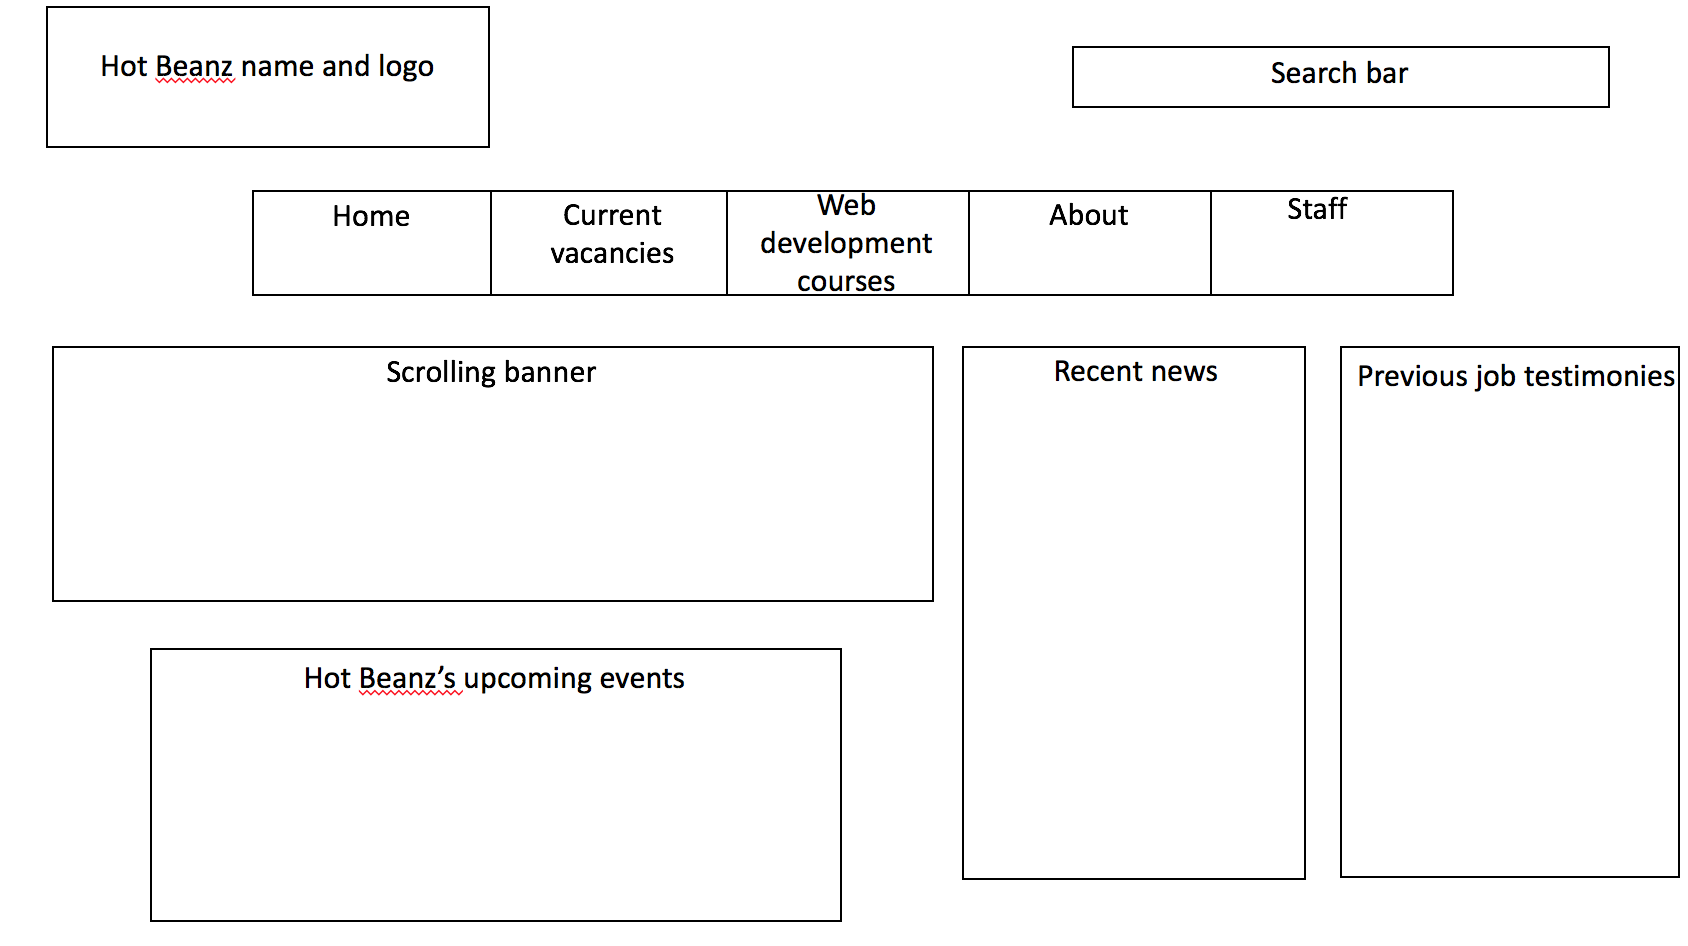 Hot Beanz name and logo
Search bar
Home
Current
vacancies
Web
development
courses
About
Staff
Scrolling banner
Recent news
Previous job testimonies
Hot Beanz’s upcoming events